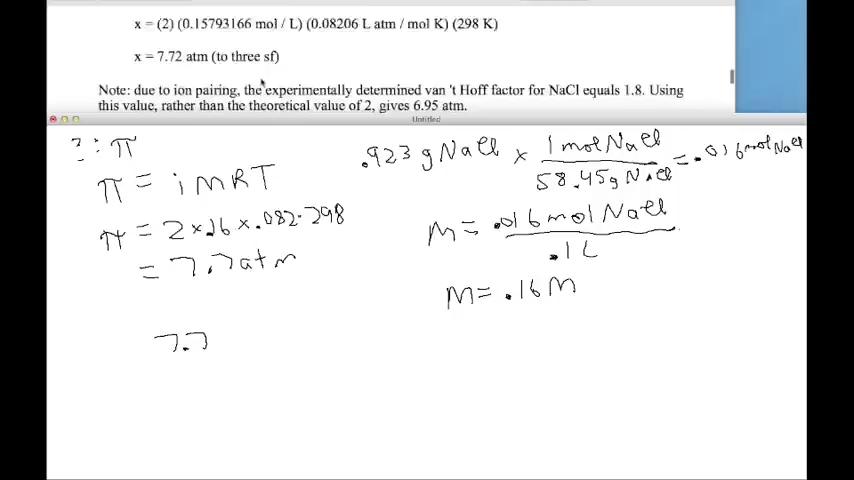 x = (2) (0.15793166 mol / L) (0.08206 L atm / mol K) (298 K)
x = 7.72 atm (to three sf)
Note: due to ion pairing, the experimentally determined van 't Hoff factor for NaCl equals 1.8. Using
this value, rather than the theoretical value of 2, gives 6.95 atm.
Untitled
?: π
π = iMRT
π = 2 × .16 × .082 · 298
= 7.7 atm
7.7
.923 g NaCl × 1 mol NaCl / 58.45 g NaCl = .016 mol NaCl
M = .016 mol NaCl / .1 L
M = .16 M